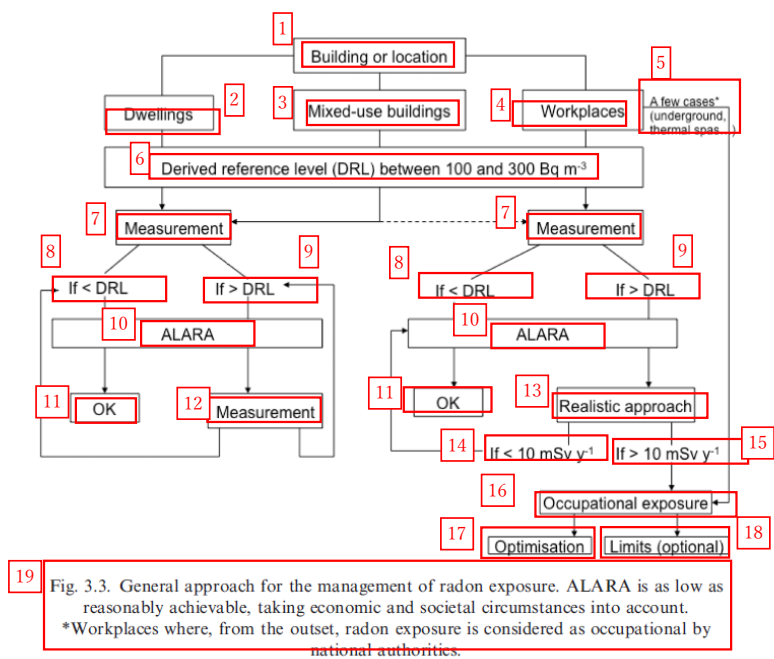 1
Building or location
2
Dwellings
3
Mixed-use buildings
4
Workplaces
5
A few cases*
(underground,
thermal spas...)
6
Derived reference level (DRL) between 100 and 300 Bq m-3
7
Measurement
7
Measurement
8
If < DRL
9
If > DRL
8
If < DRL
9
If > DRL
10
ALARA
10
ALARA
11
OK
12
Measurement
11
OK
13
Realistic approach
14
If < 10 mSv y-1
15
If > 10 mSv y-1
16
Occupational exposure
17
Optimisation
18
Limits (optional)
19
Fig. 3.3. General approach for the management of radon exposure. ALARA is as low as
reasonably achievable, taking economic and societal circumstances into account.
*Workplaces where, from the outset, radon exposure is considered as occupational by
national authorities.